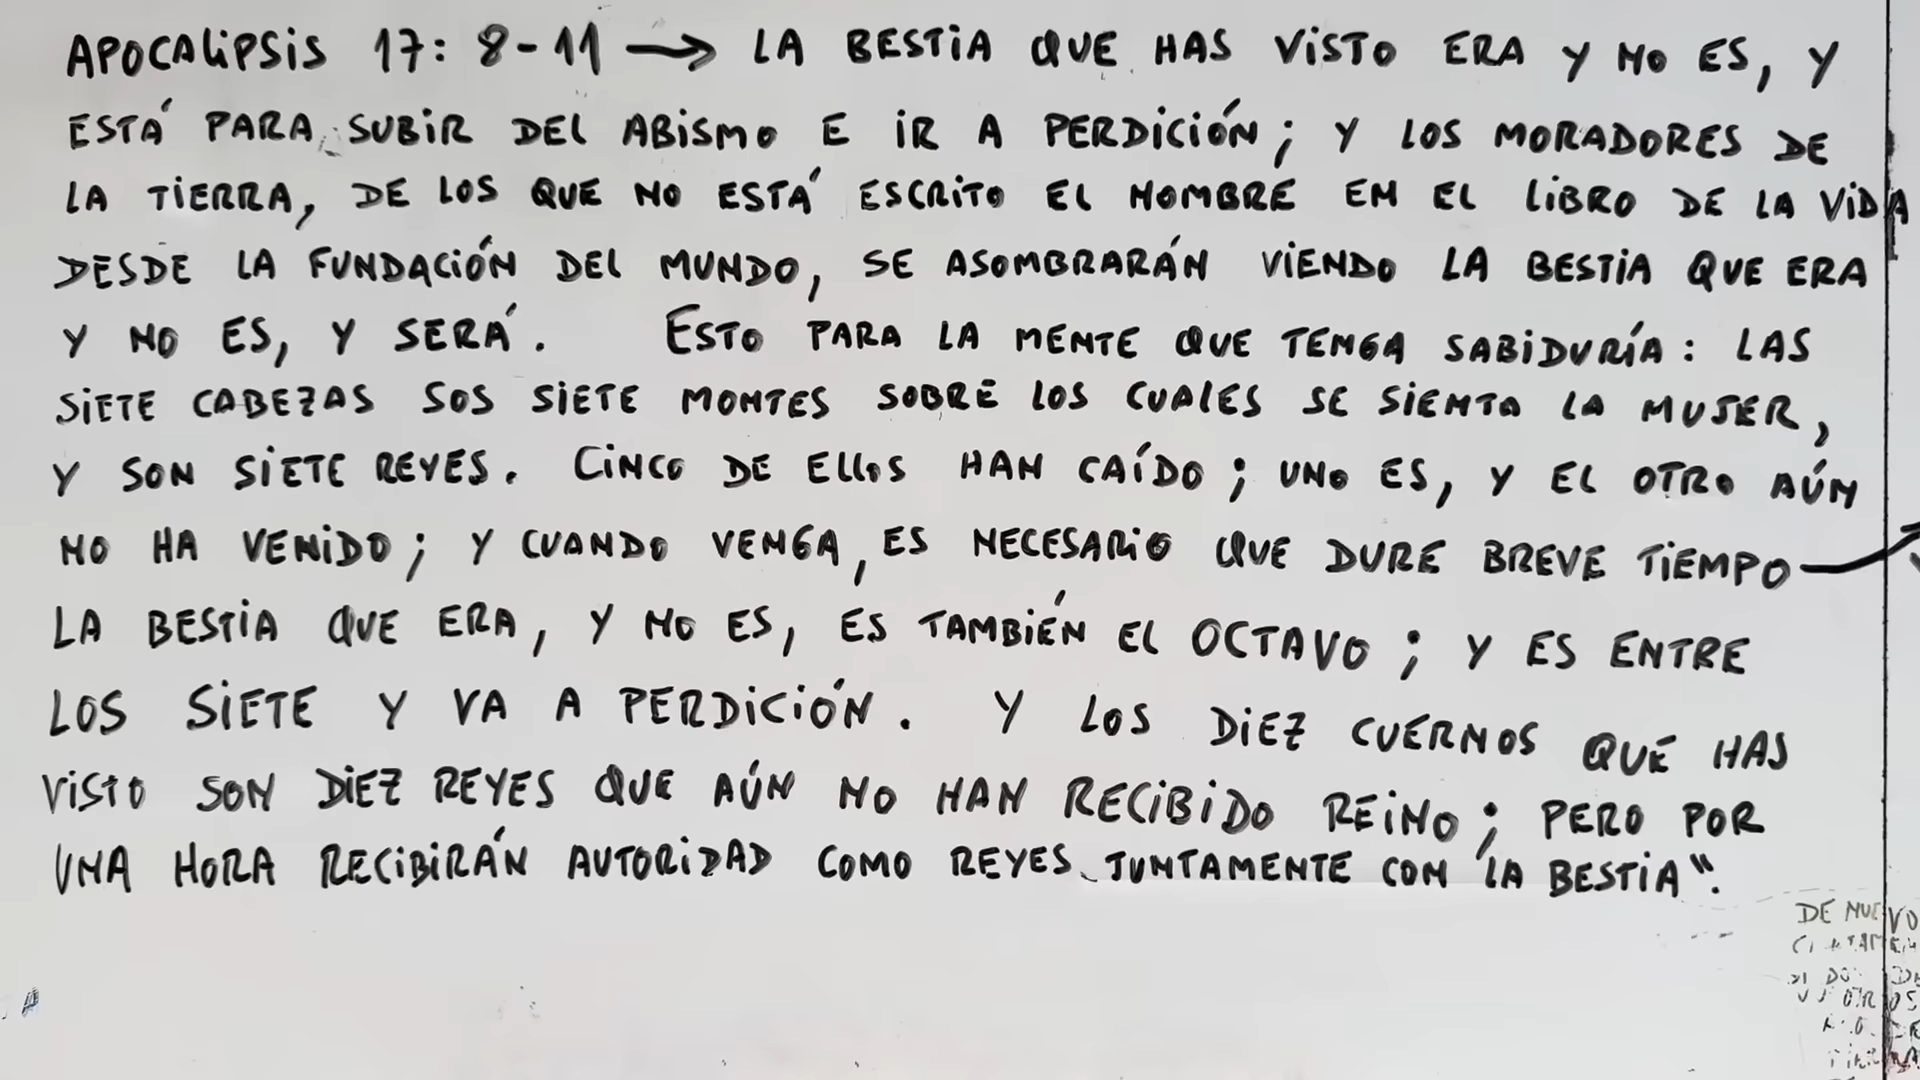 APOCALIPSIS 17: 8-11 → LA BESTIA QUE HAS VISTO ERA Y NO ES, Y
ESTÁ PARA SUBIR DEL ABISMO E IR A PERDICIÓN; Y LOS MORADORES DE
LA TIERRA, DE LOS QUE NO ESTÁ ESCRITO EL NOMBRE EN EL LIBRO DE LA VIDA
DESDE LA FUNDACIÓN DEL MUNDO, SE ASOMBRARÁN VIENDO LA BESTIA QUE ERA
Y NO ES, Y SERÁ. ESTO PARA LA MENTE QUE TENGA SABIDURÍA: LAS
SIETE CABEZAS SOS SIETE MONTES SOBRE LOS CUALES SE SIENTA LA MUJER,
Y SON SIETE REYES. CINCO DE ELLOS HAN CAÍDO; UNO ES, Y EL OTRO AÚN
NO HA VENIDO; Y CUANDO VENGA, ES NECESARIO QUE DURE BREVE TIEMPO
LA BESTIA QUE ERA, Y NO ES, ES TAMBIÉN EL OCTAVO; Y ES ENTRE
LOS SIETE Y VA A PERDICIÓN. Y LOS DIEZ CUERNOS QUE HAS
VISTO SON DIEZ REYES QUE AÚN NO HAN RECIBIDO REINO; PERO POR
UNA HORA RECIBIRÁN AUTORIDAD COMO REYES JUNTAMENTE CON LA BESTIA".
DE NUEVO